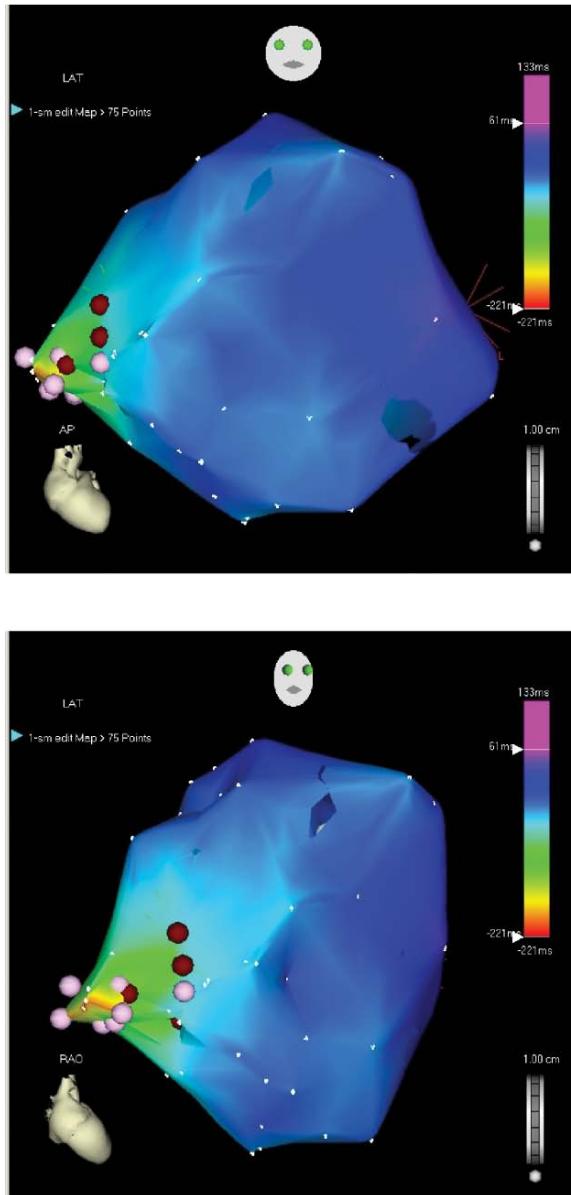 133ms
LAT
1-sm edit Map > 75 Points
61ms
-221ms
-221ms
L
AP
1.00 cm
133ms
LAT
1-sm edit Map > 75 Points
61ms
-221ms
-221ms
RAO
1.00 cm